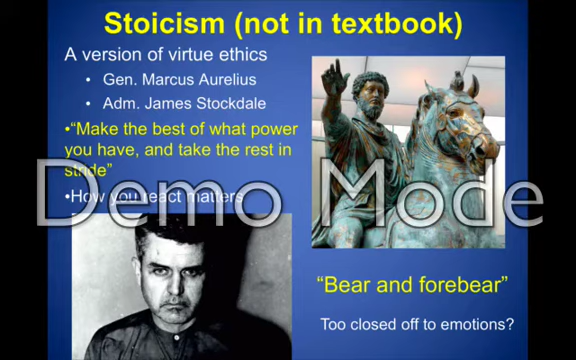 Stoicism (not in textbook)
A version of virtue ethics
• Gen. Marcus Aurelius
• Adm. James Stockdale
•“Make the best of what power
you have, and take the rest in
stride”
•How you react matters
Demo Mode
“Bear and forebear”
Too closed off to emotions?